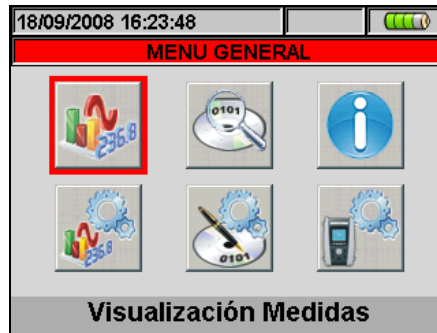 18/09/2008 16:23:48
MENU GENERAL
236.8
0101
236.8
0101
Visualización Medidas